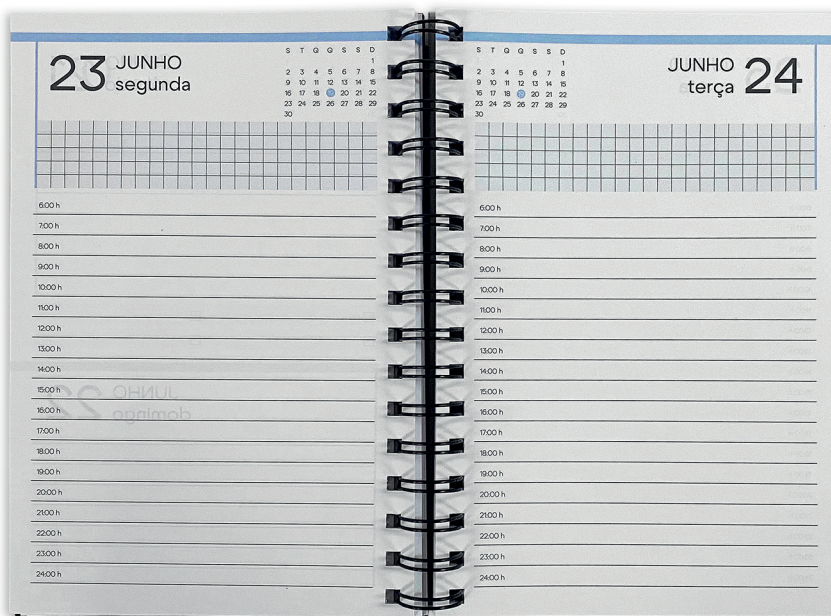 23 JUNHO
segunda
S T Q Q S S D
1
2 3 4 5 6 7 8
9 10 11 12 13 14 15
16 17 18 19 20 21 22
23 24 25 26 27 28 29
30
6:00 h
7:00 h
8:00 h
9:00 h
10:00 h
11:00 h
12:00 h
13:00 h
14:00 h
15:00 h
16:00 h
17:00 h
18:00 h
19:00 h
20:00 h
21:00 h
22:00 h
23:00 h
24:00 h
JUNHO
22
domingo
S T Q Q S S D
1
2 3 4 5 6 7 8
9 10 11 12 13 14 15
16 17 18 19 20 21 22
23 24 25 26 27 28 29
30
JUNHO 24
terça
6:00 h
7:00 h
8:00 h
9:00 h
10:00 h
11:00 h
12:00 h
13:00 h
14:00 h
15:00 h
16:00 h
17:00 h
18:00 h
19:00 h
20:00 h
21:00 h
22:00 h
23:00 h
24:00 h